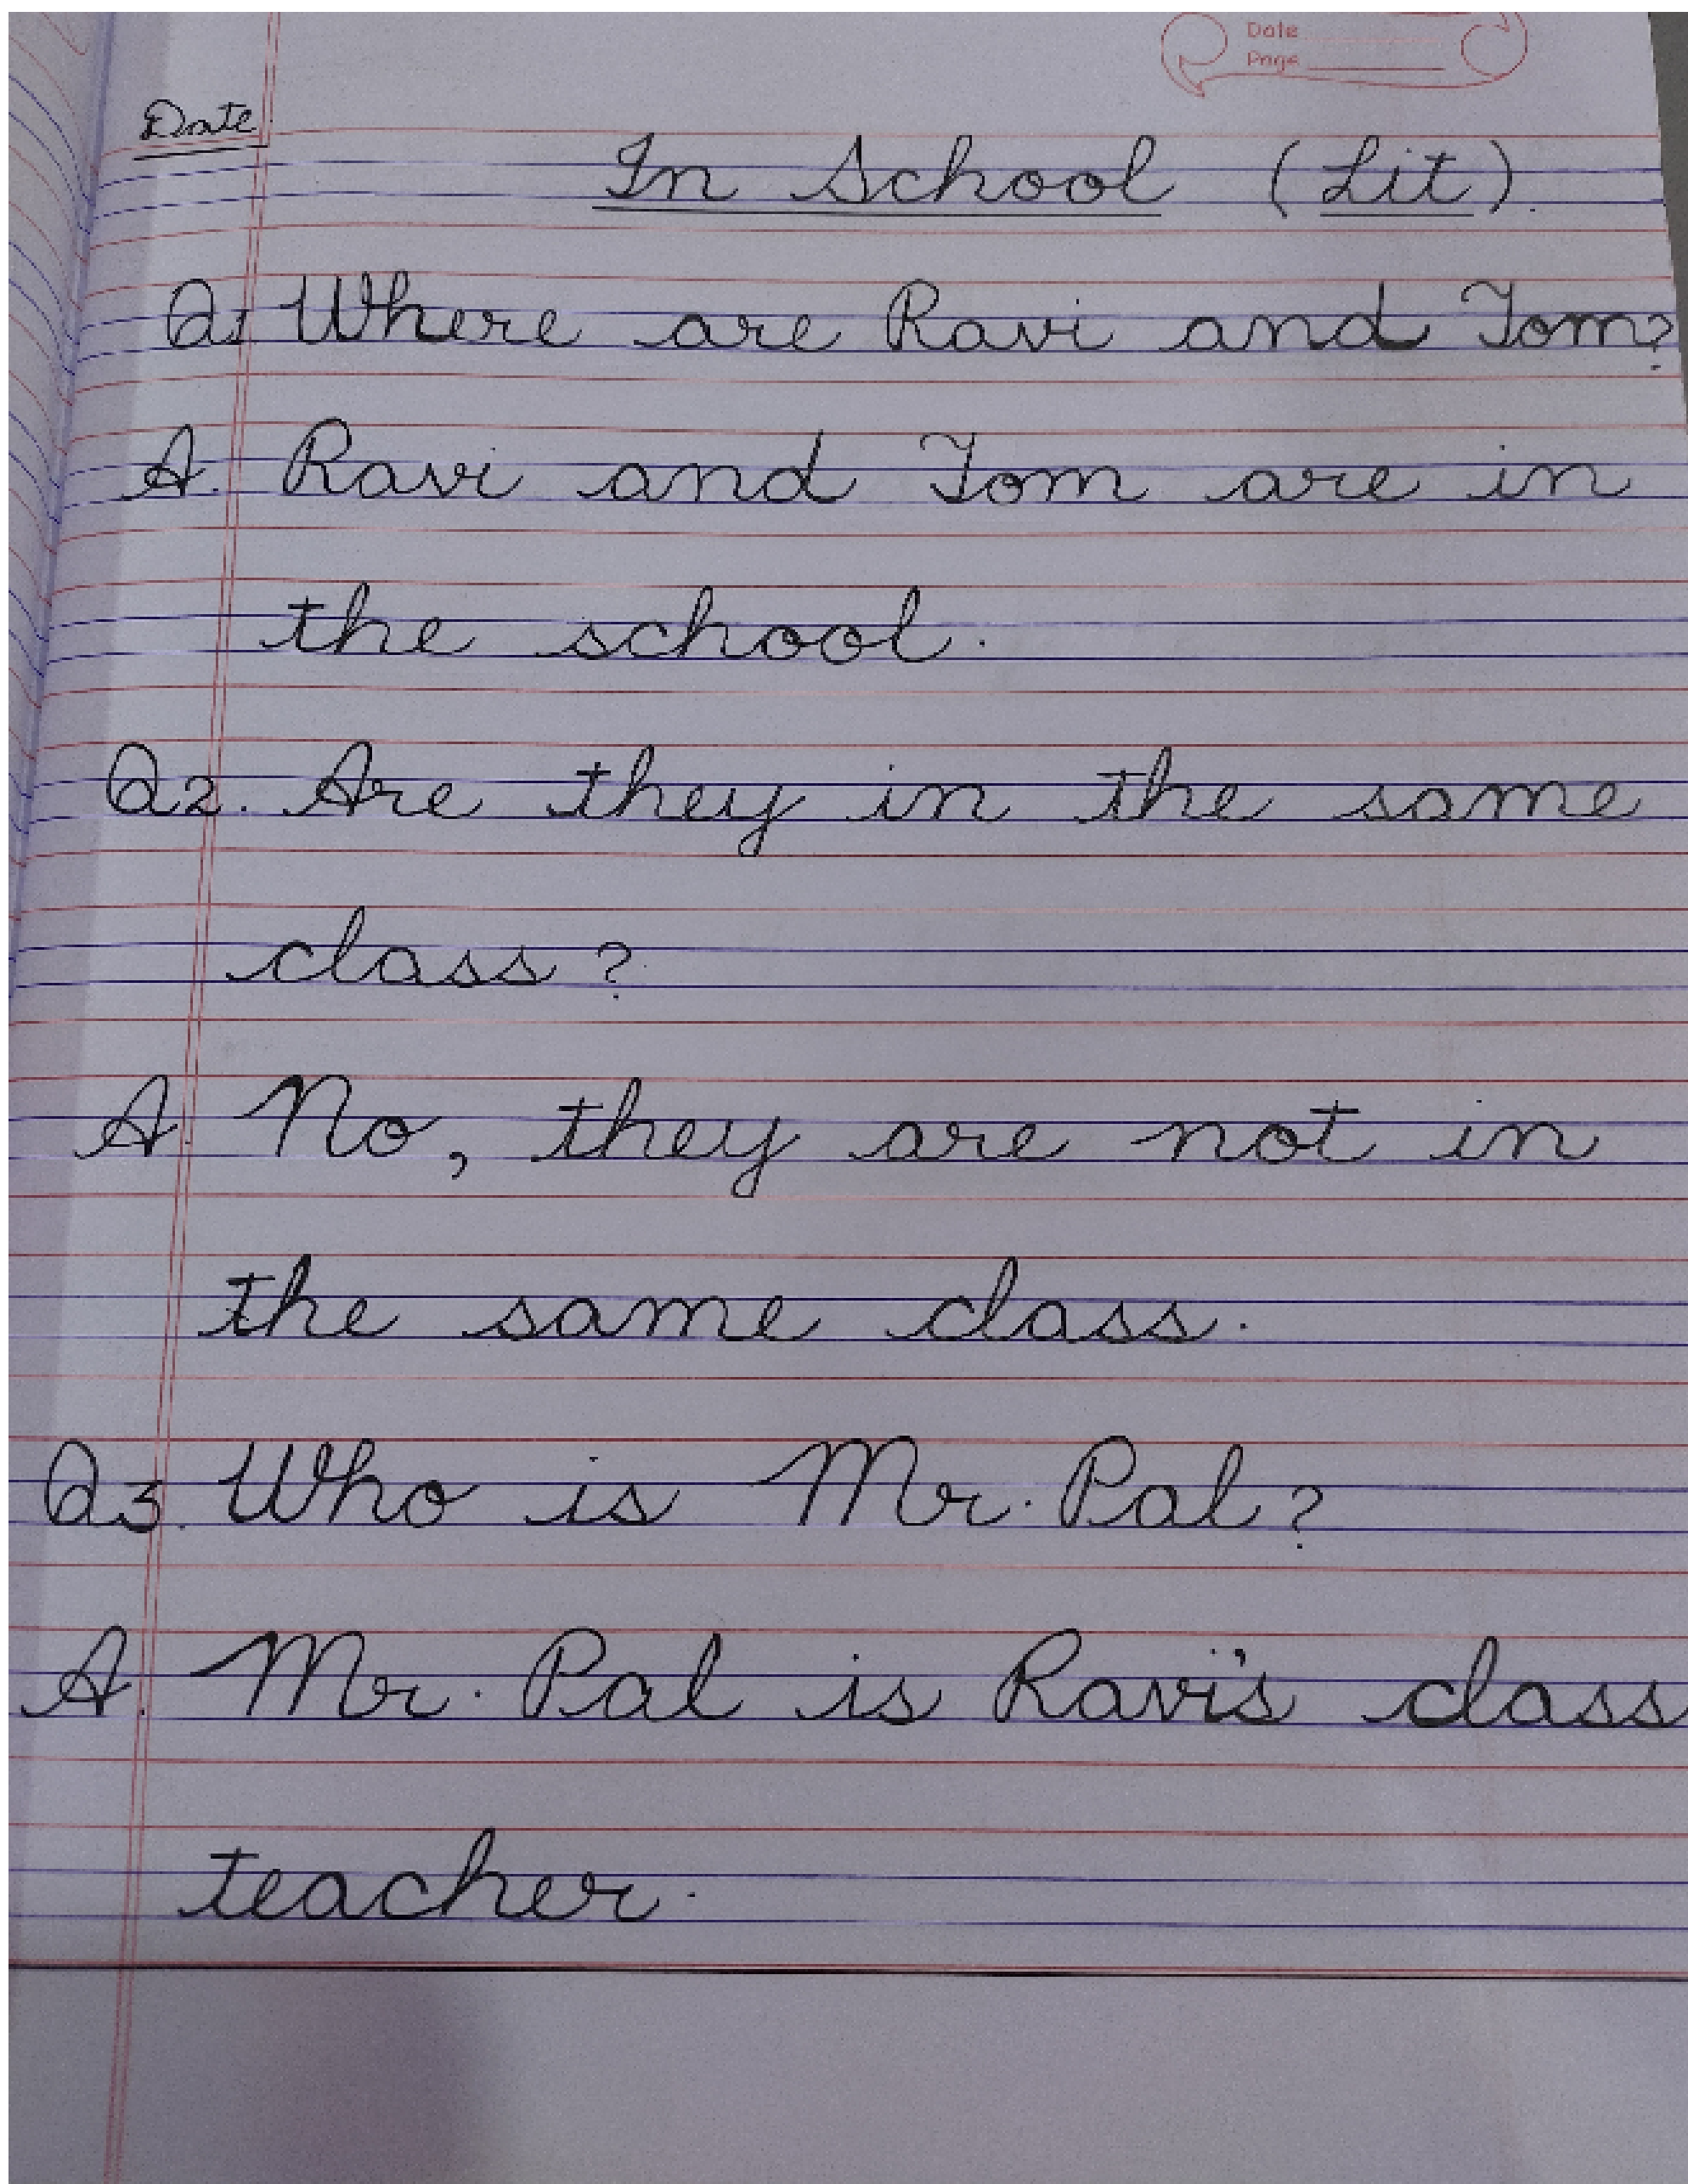 Date
Page
Date
In School (Lit).
Q1 Where are Ravi and Tom?
A. Ravi and Tom are in
the school.
Q2. Are they in the same
class?
A. No, they are not in
the same class.
Q3. Who is Mr. Pal?
A. Mr. Pal is Ravi's class
teacher.